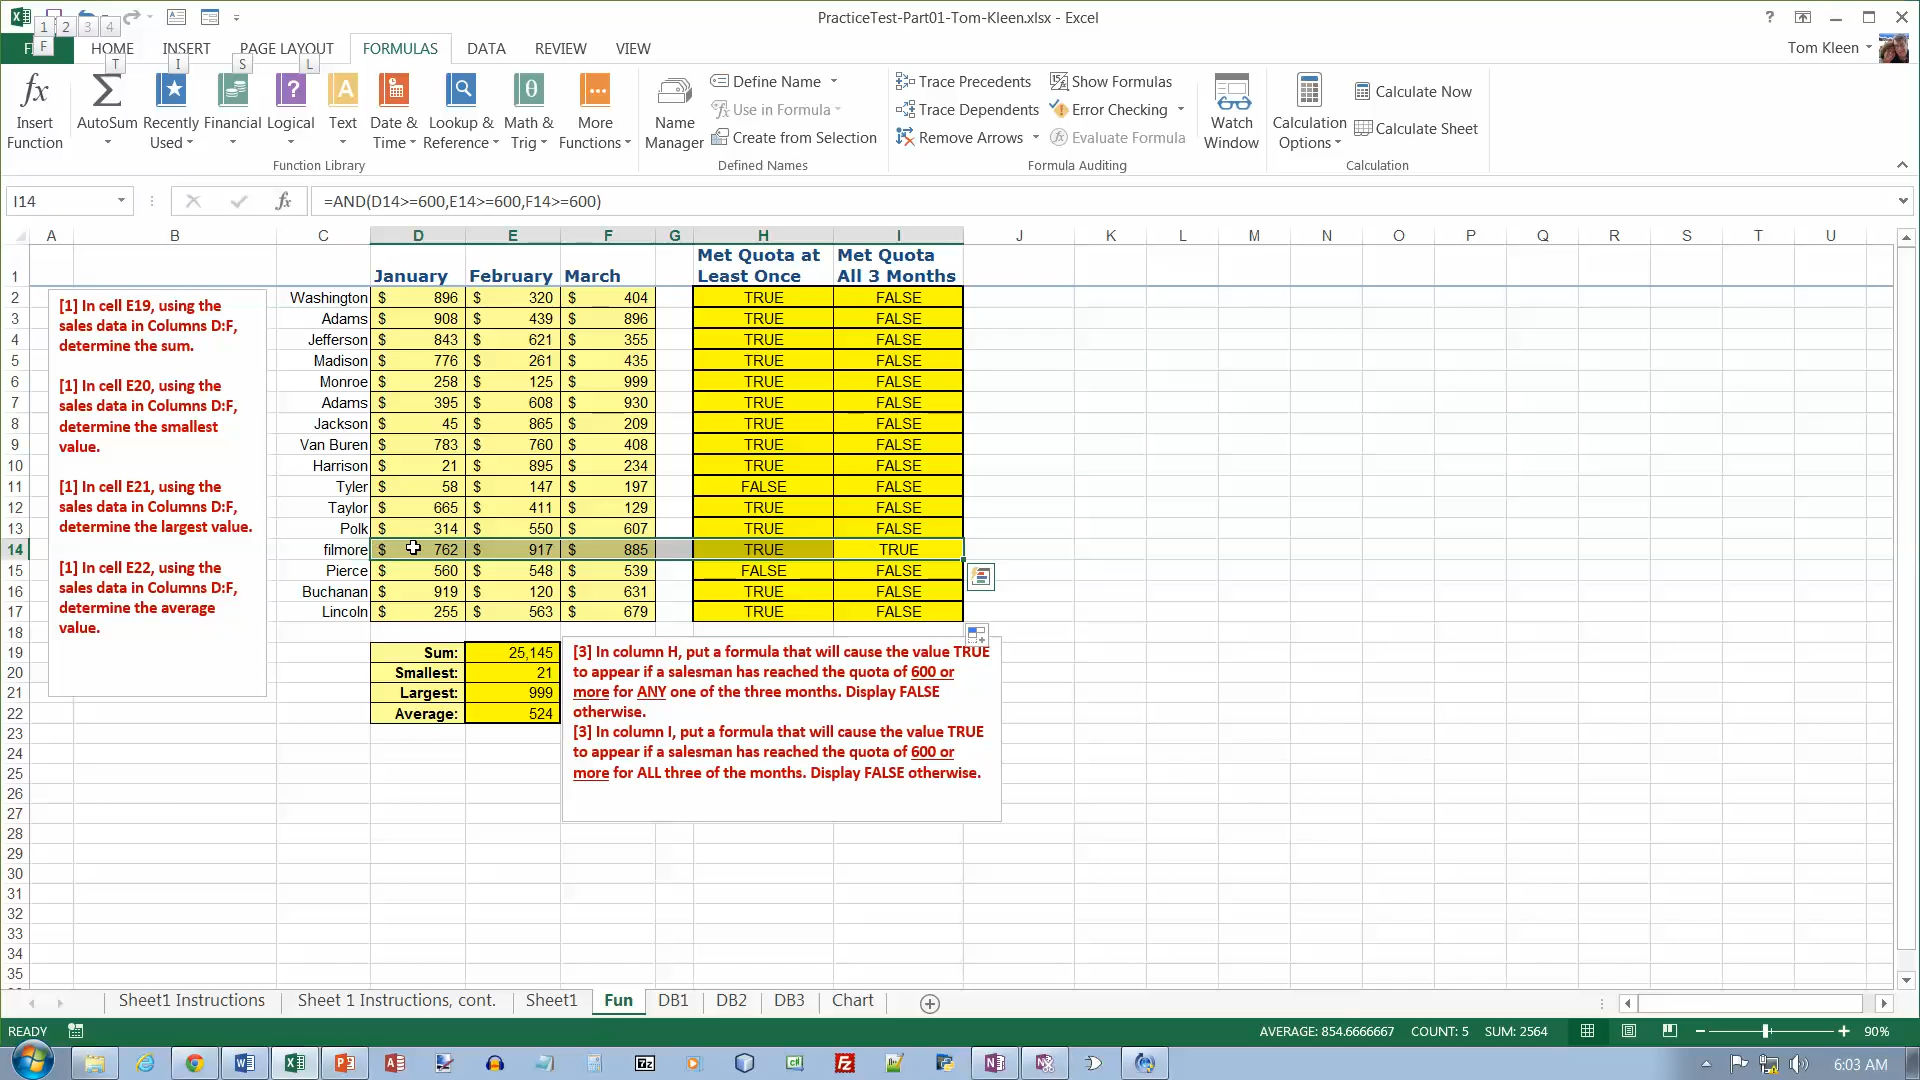 1 2 3 4
PracticeTest-Part01-Tom-Kleen.xlsx - Excel
?
F
HOME INSERT PAGE LAYOUT FORMULAS DATA REVIEW VIEW
Tom Kleen
T I S L
Insert Function
AutoSum
Recently Used
Financial
Logical
Text
Date & Time
Lookup & Reference
Math & Trig
More Functions
Function Library
Name Manager
Define Name
Use in Formula
Create from Selection
Defined Names
Trace Precedents
Trace Dependents
Remove Arrows
Show Formulas
Error Checking
Evaluate Formula
Formula Auditing
Watch Window
Calculation Options
Calculate Now
Calculate Sheet
Calculation
I14
fx
=AND(D14>=600,E14>=600,F14>=600)
A B C D E F G H I J K L M N O P Q R S T U
1 January February March Met Quota at Least Once Met Quota All 3 Months
2 Washington $ 896 $ 320 $ 404 TRUE FALSE
3 Adams $ 908 $ 439 $ 896 TRUE FALSE
4 Jefferson $ 843 $ 621 $ 355 TRUE FALSE
5 Madison $ 776 $ 261 $ 435 TRUE FALSE
6 Monroe $ 258 $ 125 $ 999 TRUE FALSE
7 Adams $ 395 $ 608 $ 930 TRUE FALSE
8 Jackson $ 45 $ 865 $ 209 TRUE FALSE
9 Van Buren $ 783 $ 760 $ 408 TRUE FALSE
10 Harrison $ 21 $ 895 $ 234 TRUE FALSE
11 Tyler $ 58 $ 147 $ 197 FALSE FALSE
12 Taylor $ 665 $ 411 $ 129 TRUE FALSE
13 Polk $ 314 $ 550 $ 607 TRUE FALSE
14 filmore $ 762 $ 917 $ 885 TRUE TRUE
15 Pierce $ 560 $ 548 $ 539 FALSE FALSE
16 Buchanan $ 919 $ 120 $ 631 TRUE FALSE
17 Lincoln $ 255 $ 563 $ 679 TRUE FALSE
18
19 Sum: 25,145
20 Smallest: 21
21 Largest: 999
22 Average: 524
23
24
25
26
27
28
29
30
31
32
33
34
35
[1] In cell E19, using the
sales data in Columns D:F,
determine the sum.
[1] In cell E20, using the
sales data in Columns D:F,
determine the smallest
value.
[1] In cell E21, using the
sales data in Columns D:F,
determine the largest value.
[1] In cell E22, using the
sales data in Columns D:F,
determine the average
value.
[3] In column H, put a formula that will cause the value TRUE
to appear if a salesman has reached the quota of 600 or
more for ANY one of the three months. Display FALSE
otherwise.
[3] In column I, put a formula that will cause the value TRUE
to appear if a salesman has reached the quota of 600 or
more for ALL three of the months. Display FALSE otherwise.
Sheet1 Instructions Sheet 1 Instructions, cont. Sheet1 Fun DB1 DB2 DB3 Chart
READY
AVERAGE: 854.6666667 COUNT: 5 SUM: 2564
90%
6:03 AM